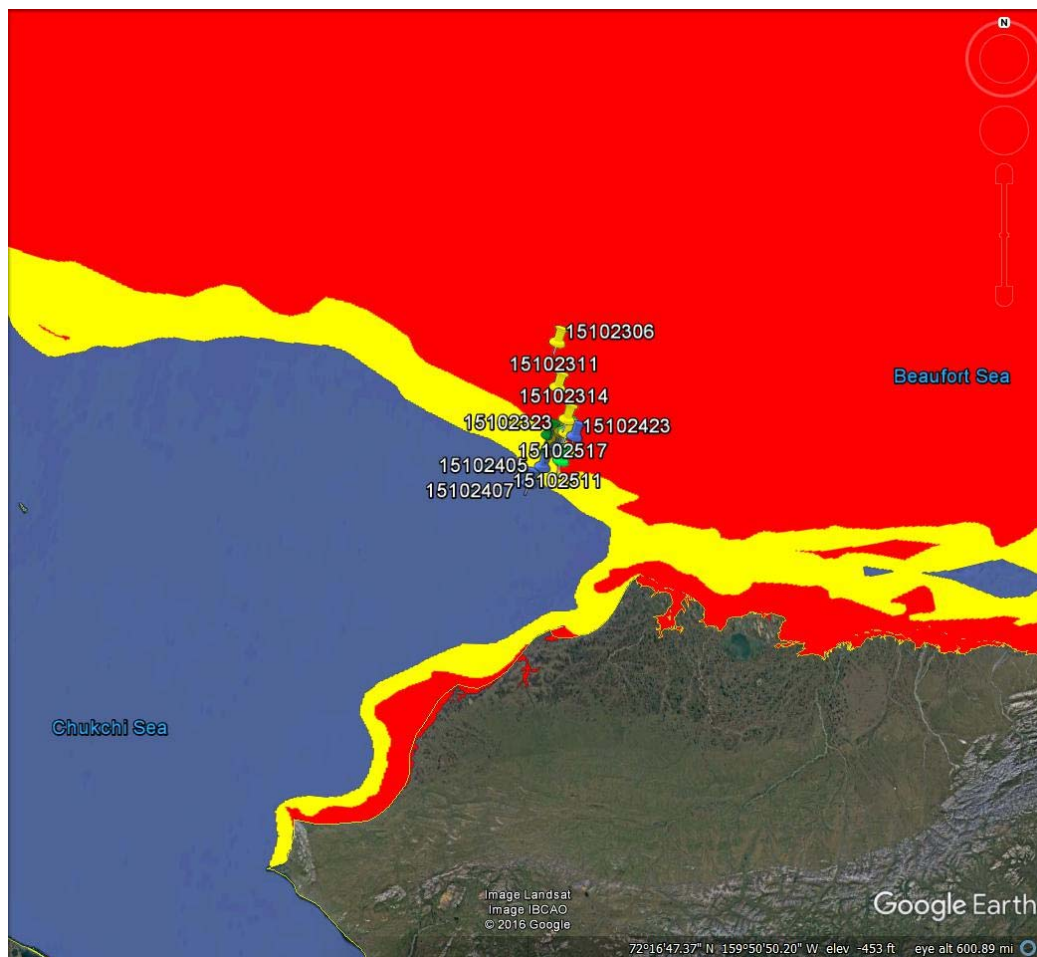 N
15102306
15102311
15102314
Beaufort Sea
15102323
15102423
15102517
15102405
15102511
15102407
Chukchi Sea
Image Landsat
Image IBCAO
© 2016 Google
Google Earth
72°16'47.37" N 159°50'50.20" W elev -453 ft eye alt 600.89 mi